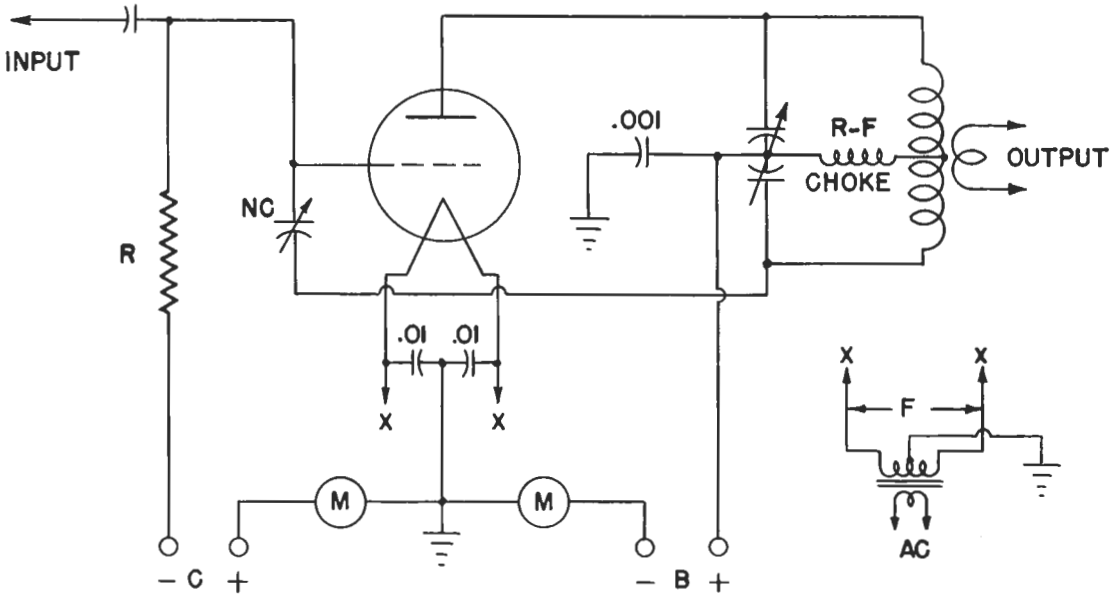 INPUT
.001
R-F
CHOKE
OUTPUT
NC
R
.01 .01
X X
X X
F
M M
AC
- C +
- B +